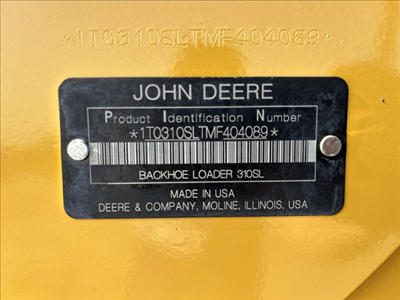 *1T0310SLTMF404089*
JOHN DEERE
Product Identification Number
*1T0310SLTMF404089*
BACKHOE LOADER 310SL
MADE IN USA
DEERE & COMPANY, MOLINE, ILLINOIS, USA